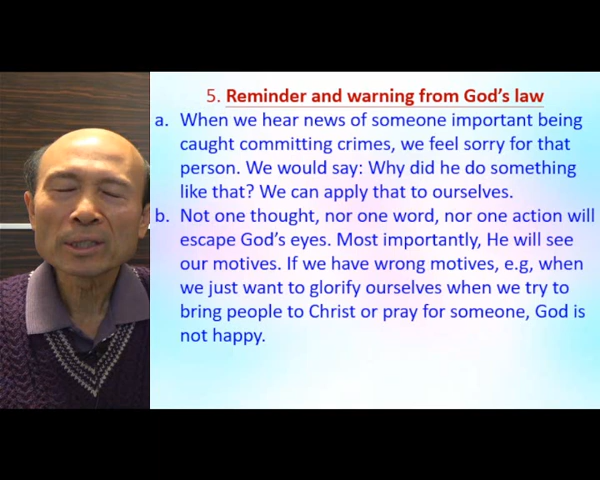 5. Reminder and warning from God's law
a. When we hear news of someone important being
caught committing crimes, we feel sorry for that
person. We would say: Why did he do something
like that? We can apply that to ourselves.
b. Not one thought, nor one word, nor one action will
escape God's eyes. Most importantly, He will see
our motives. If we have wrong motives, e.g, when
we just want to glorify ourselves when we try to
bring people to Christ or pray for someone, God is
not happy.